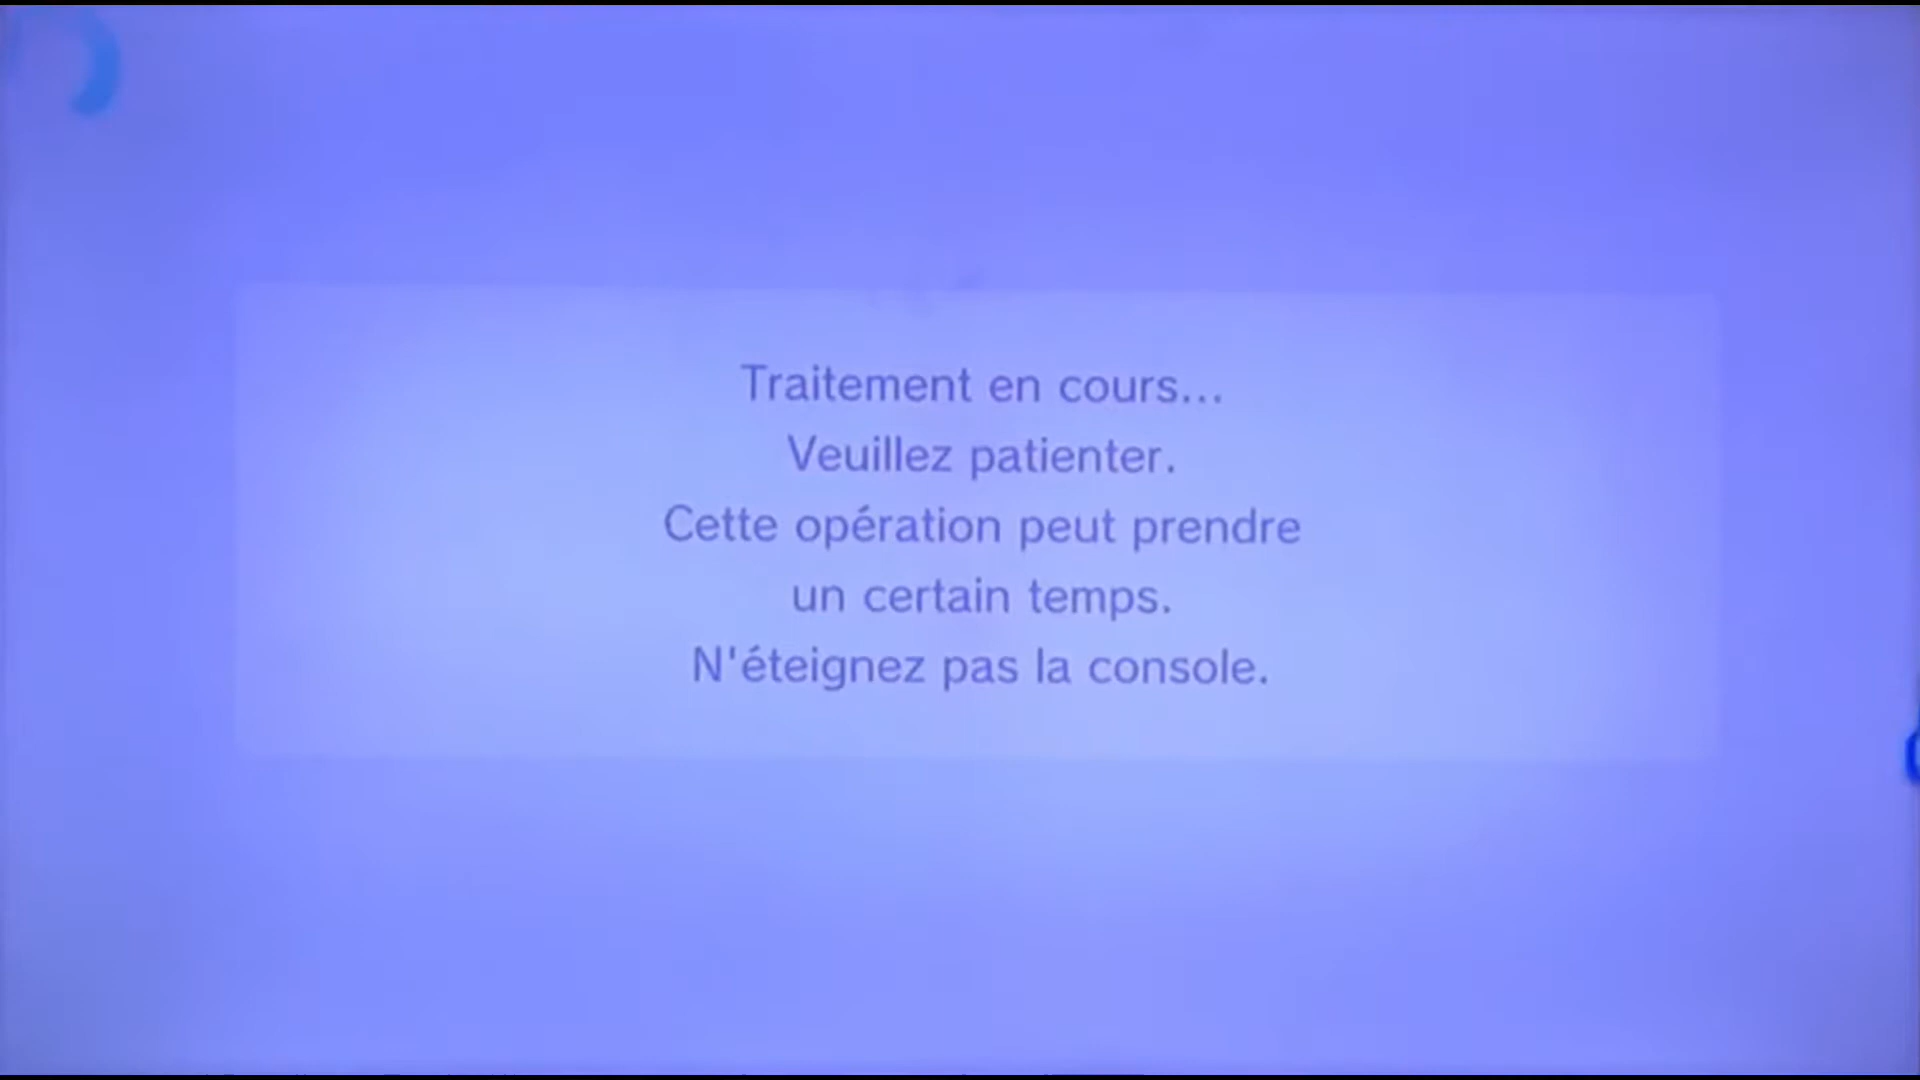 Traitement en cours...
Veuillez patienter.
Cette opération peut prendre
un certain temps.
N'éteignez pas la console.